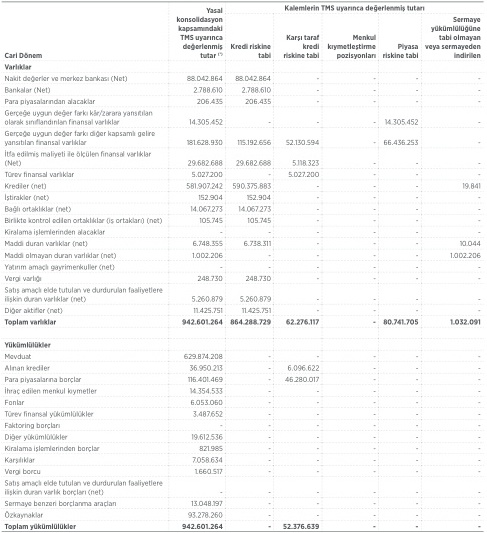 Cari Dönem | Yasal konsolidasyon kapsamındaki TMS uyarınca değerlenmiş tutar (*) | Kalemlerin TMS uyarınca değerlenmiş tutarı
Kredi riskine tabi | Karşı taraf kredi riskine tabi | Menkul kıymetleştirme pozisyonları | Piyasa riskine tabi | Sermaye yükümlülüğüne tabi olmayan veya sermayeden indirilen
Varlıklar
Nakit değerler ve merkez bankası (Net) 88.042.864 88.042.864 - - - -
Bankalar (Net) 2.788.610 2.788.610 - - - -
Para piyasalarından alacaklar 206.435 206.435 - - - -
Gerçeğe uygun değer farkı kâr/zarara yansıtılan
olarak sınıflandırılan finansal varlıklar 14.305.452 - - - 14.305.452 -
Gerçeğe uygun değer farkı diğer kapsamlı gelire
yansıtılan finansal varlıklar 181.628.930 115.192.656 52.130.594 - 66.436.253 -
İtfa edilmiş maliyeti ile ölçülen finansal varlıklar
(Net) 29.682.688 29.682.688 5.118.323 - - -
Türev finansal varlıklar 5.027.200 - 5.027.200 - - -
Krediler (net) 581.907.242 590.375.883 - - - 19.841
İştirakler (net) 152.904 152.904 - - - -
Bağlı ortaklıklar (net) 14.067.273 14.067.273 - - - -
Birlikte kontrol edilen ortaklıklar (iş ortakları) (net) 105.745 105.745 - - - -
Kiralama işlemlerinden alacaklar - - - - - -
Maddi duran varlıklar (net) 6.748.355 6.738.311 - - - 10.044
Maddi olmayan duran varlıklar (net) 1.002.206 - - - - 1.002.206
Yatırım amaçlı gayrimenkuller (net) - - - - - -
Vergi varlığı 248.730 248.730 - - - -
Satış amaçlı elde tutulan ve durdurulan faaliyetlere
ilişkin duran varlıklar (net) 5.260.879 5.260.879 - - - -
Diğer aktifler (net) 11.425.751 11.425.751 - - - -
Toplam varlıklar 942.601.264 864.288.729 62.276.117 - 80.741.705 1.032.091
Yükümlülükler
Mevduat 629.874.208 - - - - -
Alınan krediler 36.950.213 - 6.096.622 - - -
Para piyasalarına borçlar 116.401.469 - 46.280.017 - - -
İhraç edilen menkul kıymetler 14.354.533 - - - - -
Fonlar 6.053.060 - - - - -
Türev finansal yükümlülükler 3.487.652 - - - - -
Faktoring borçları - - - - - -
Diğer yükümlülükler 19.612.536 - - - - -
Kiralama işlemlerinden borçlar 821.985 - - - - -
Karşılıklar 7.058.634 - - - - -
Vergi borcu 1.660.517 - - - - -
Satış amaçlı elde tutulan ve durdurulan faaliyetlere
ilişkin duran varlık borçları (net) - - - - - -
Sermaye benzeri borçlanma araçları 13.048.197 - - - - -
Özkaynaklar 93.278.260 - - - - -
Toplam yükümlülükler 942.601.264 - 52.376.639 - - -